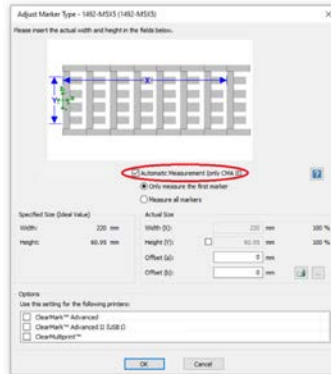 Adjust Marker Type - 1492-M5X5 (1492-M5X5)
Please insert the actual width and height in the fields below.
X
Y
Automatic Measurement (only CMA II)
Only measure the first marker
Measure all markers
Specified Size (Ideal Value)
Actual Size
Width: 220 mm
Width (X): 220 mm 100 %
Height: 60.95 mm
Height (Y): 60.95 mm 100 %
Offset (a): 0 mm
Offset (b): 0 mm
Options
Use this setting for the following printers:
ClearMark™ Advanced
ClearMark™ Advanced II (USB)
ClearMultiprint™
OK
Cancel